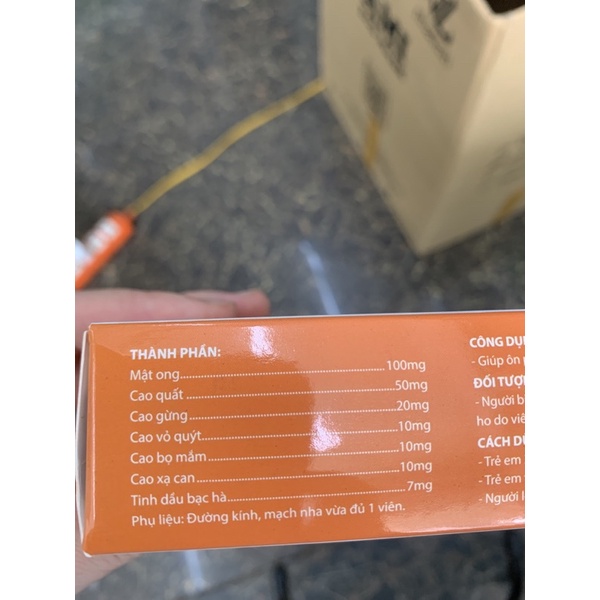 THÀNH PHẦN:
Mật ong 100mg
Cao quất 50mg
Cao gừng 20mg
Cao vỏ quýt 10mg
Cao bọ mắm 10mg
Cao xạ can 10mg
Tinh dầu bạc hà 7mg
Phụ liệu: Đường kính, mạch nha vừa đủ 1 viên.
CÔNG DỤ
- Giúp ôn
ĐỐI TƯỢ
- Người b
ho do viê
CÁCH DÙ
- Trẻ em
- Trẻ em
- Người l